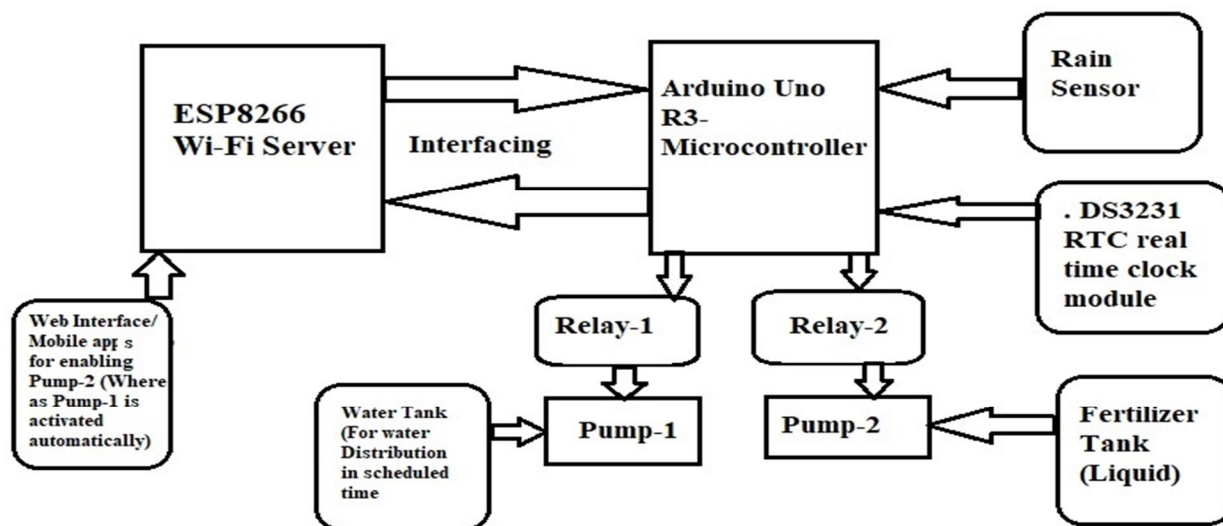 ESP8266
Wi-Fi Server
Interfacing
Arduino Uno
R3-
Microcontroller
Rain
Sensor
. DS3231
RTC real
time clock
module
Web Interface/
Mobile apps
for enabling
Pump-2 (Where
as Pump-1 is
activated
automatically)
Relay-1
Relay-2
Water Tank
(For water
Distribution
in scheduled
time
Pump-1
Pump-2
Fertilizer
Tank
(Liquid)